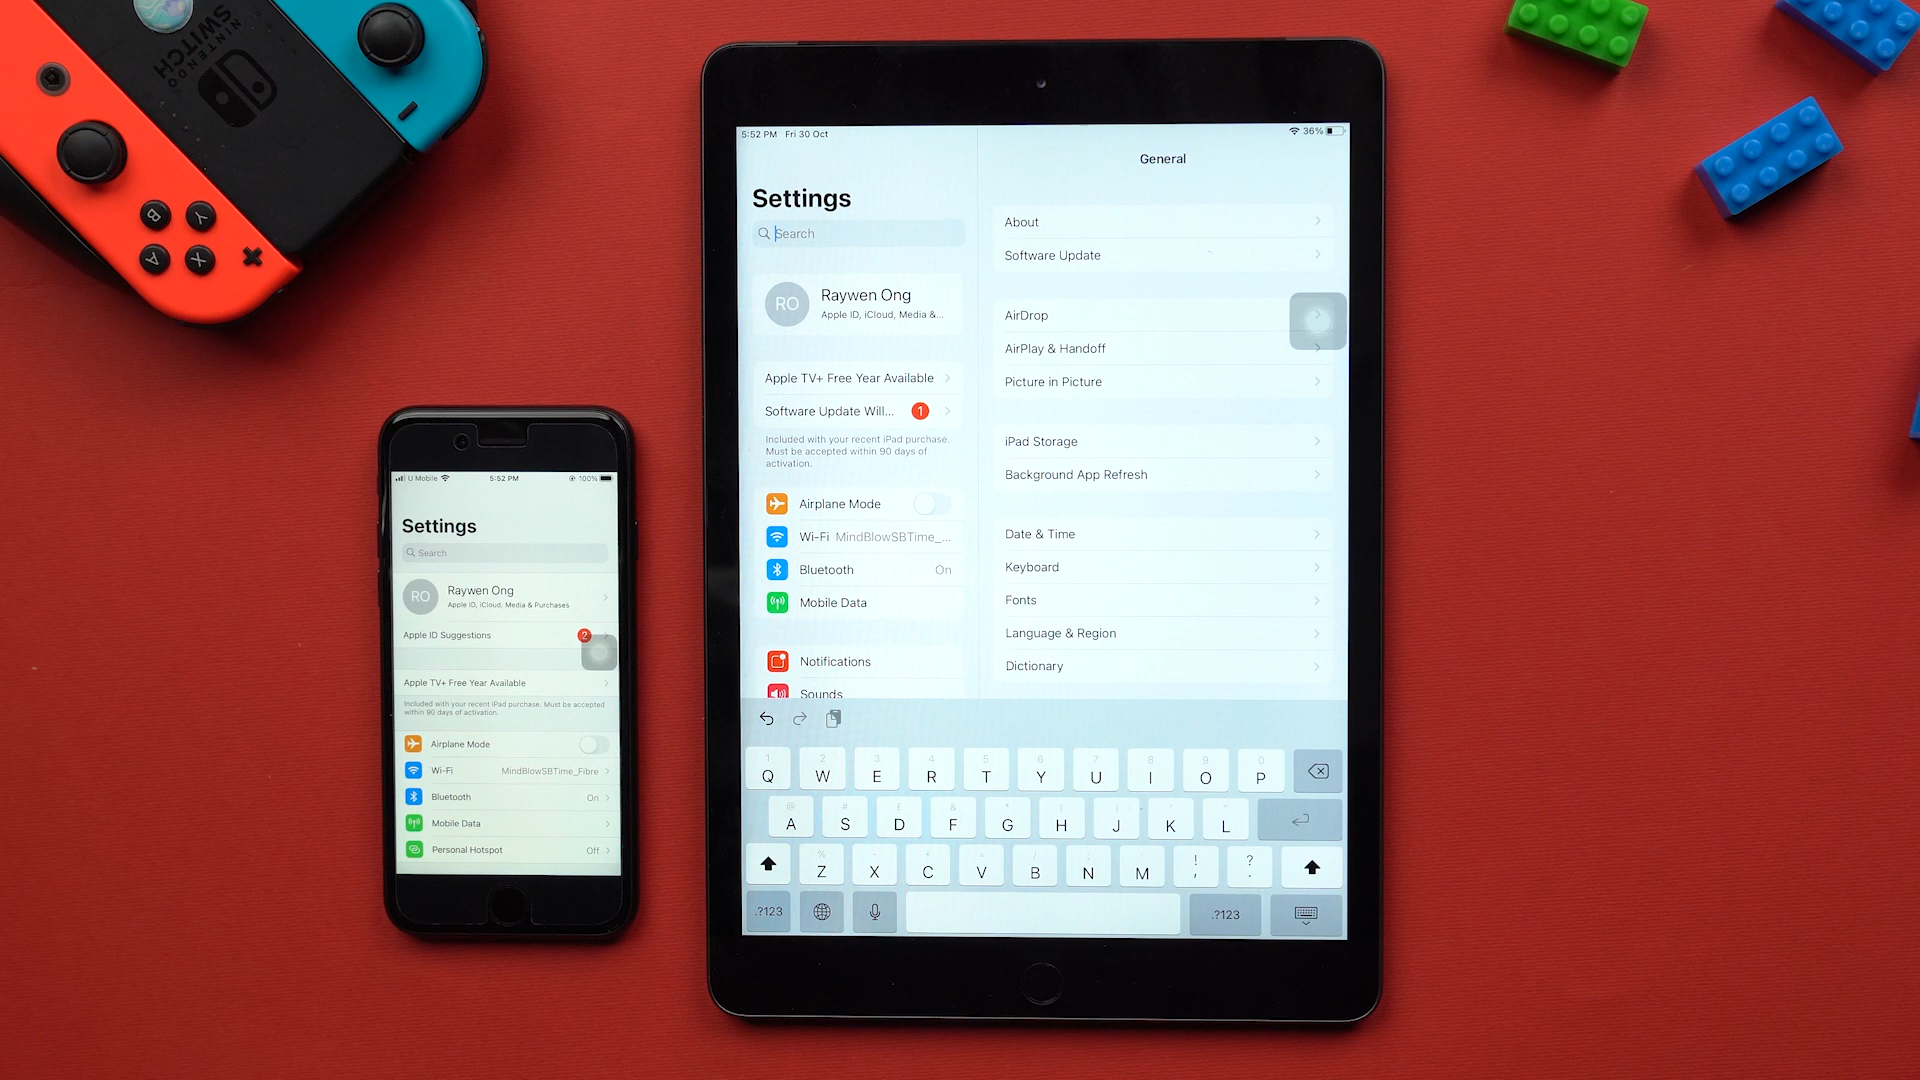 NINTENDO
SWITCH
Y
B
X
A
U Mobile
5:52 PM
100%
Settings
Search
RO
Raywen Ong
Apple ID, iCloud, Media & Purchases
Apple ID Suggestions
2
Apple TV+ Free Year Available
Included with your recent iPad purchase. Must be accepted
within 90 days of activation.
Airplane Mode
Wi-Fi MindBlowSBTime_Fibre
Bluetooth On
Mobile Data
Personal Hotspot Off
5:52 PM Fri 30 Oct
36%
Settings
Search
RO
Raywen Ong
Apple ID, iCloud, Media &...
Apple TV+ Free Year Available
Software Update Will... 1
Included with your recent iPad purchase.
Must be accepted within 90 days of
activation.
Airplane Mode
Wi-Fi MindBlowSBTime_...
Bluetooth On
Mobile Data
Notifications
Sounds
General
About
Software Update
AirDrop
AirPlay & Handoff
Picture in Picture
iPad Storage
Background App Refresh
Date & Time
Keyboard
Fonts
Language & Region
Dictionary
1 2 3 4 5 6 7 8 9 0
Q W E R T Y U I O P
A S D F G H J K L
Z X C V B N M ! , ? .
.?123 .?123